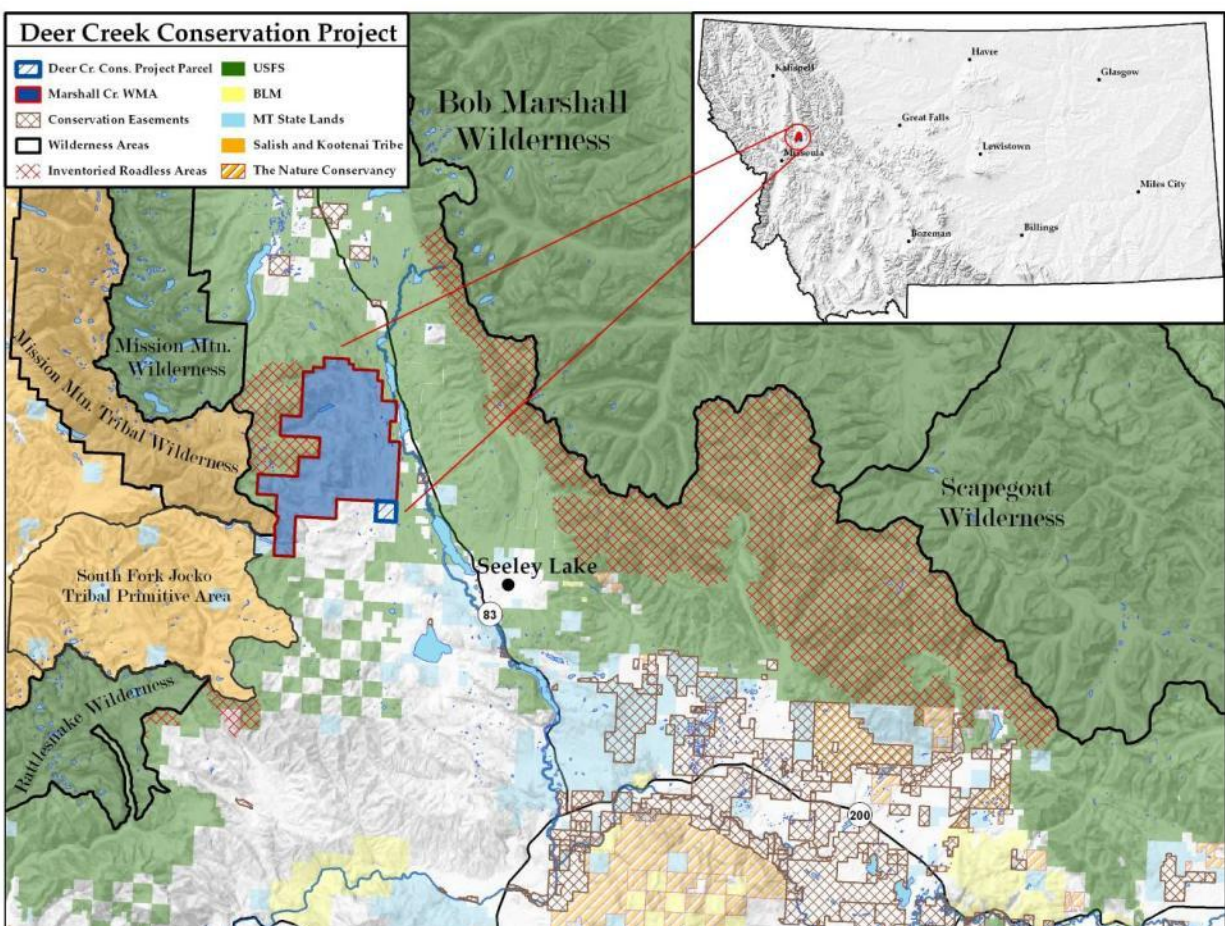 Deer Creek Conservation Project
Deer Cr. Cons. Project Parcel
Marshall Cr. WMA
Conservation Easements
Wilderness Areas
Inventoried Roadless Areas
USFS
BLM
MT State Lands
Salish and Kootenai Tribe
The Nature Conservancy
Bob Marshall
Wilderness
Havre
Kalispell
Glasgow
Great Falls
Lewistown
Missoula
Miles City
Bozeman
Billings
Mission Mtn.
Wilderness
Mission Mtn. Tribal Wilderness
Scapegoat
Wilderness
South Fork Jocko
Tribal Primitive Area
Seeley Lake
83
Rattlesnake Wilderness
200